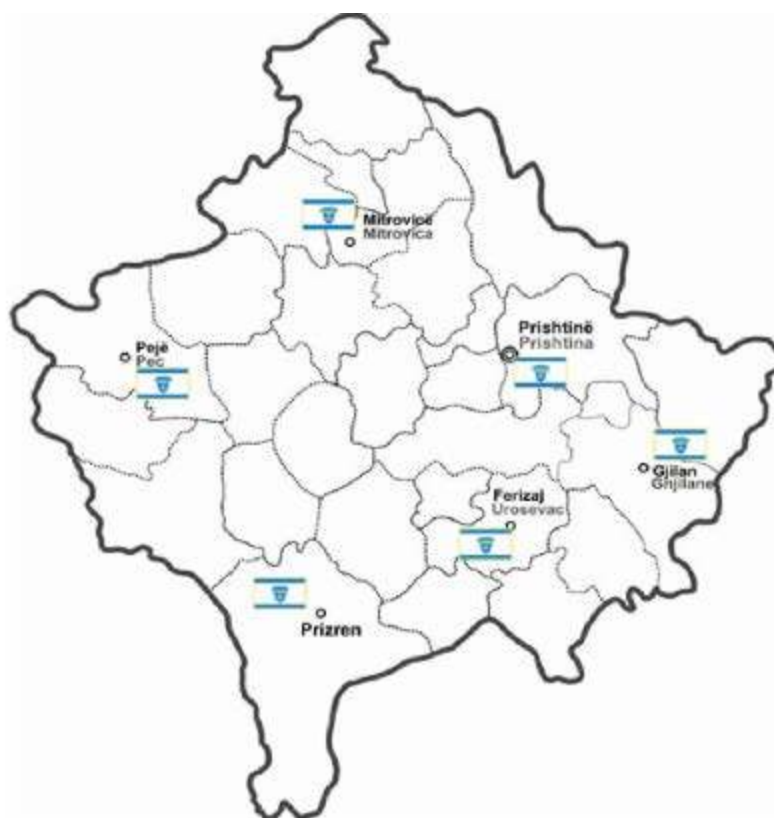 Mitrovicë
Mitrovica
Prishtinë
Prishtina
Pejë
Pec
Gjilan
Ghjilane
Ferizaj
Urosevac
Prizren